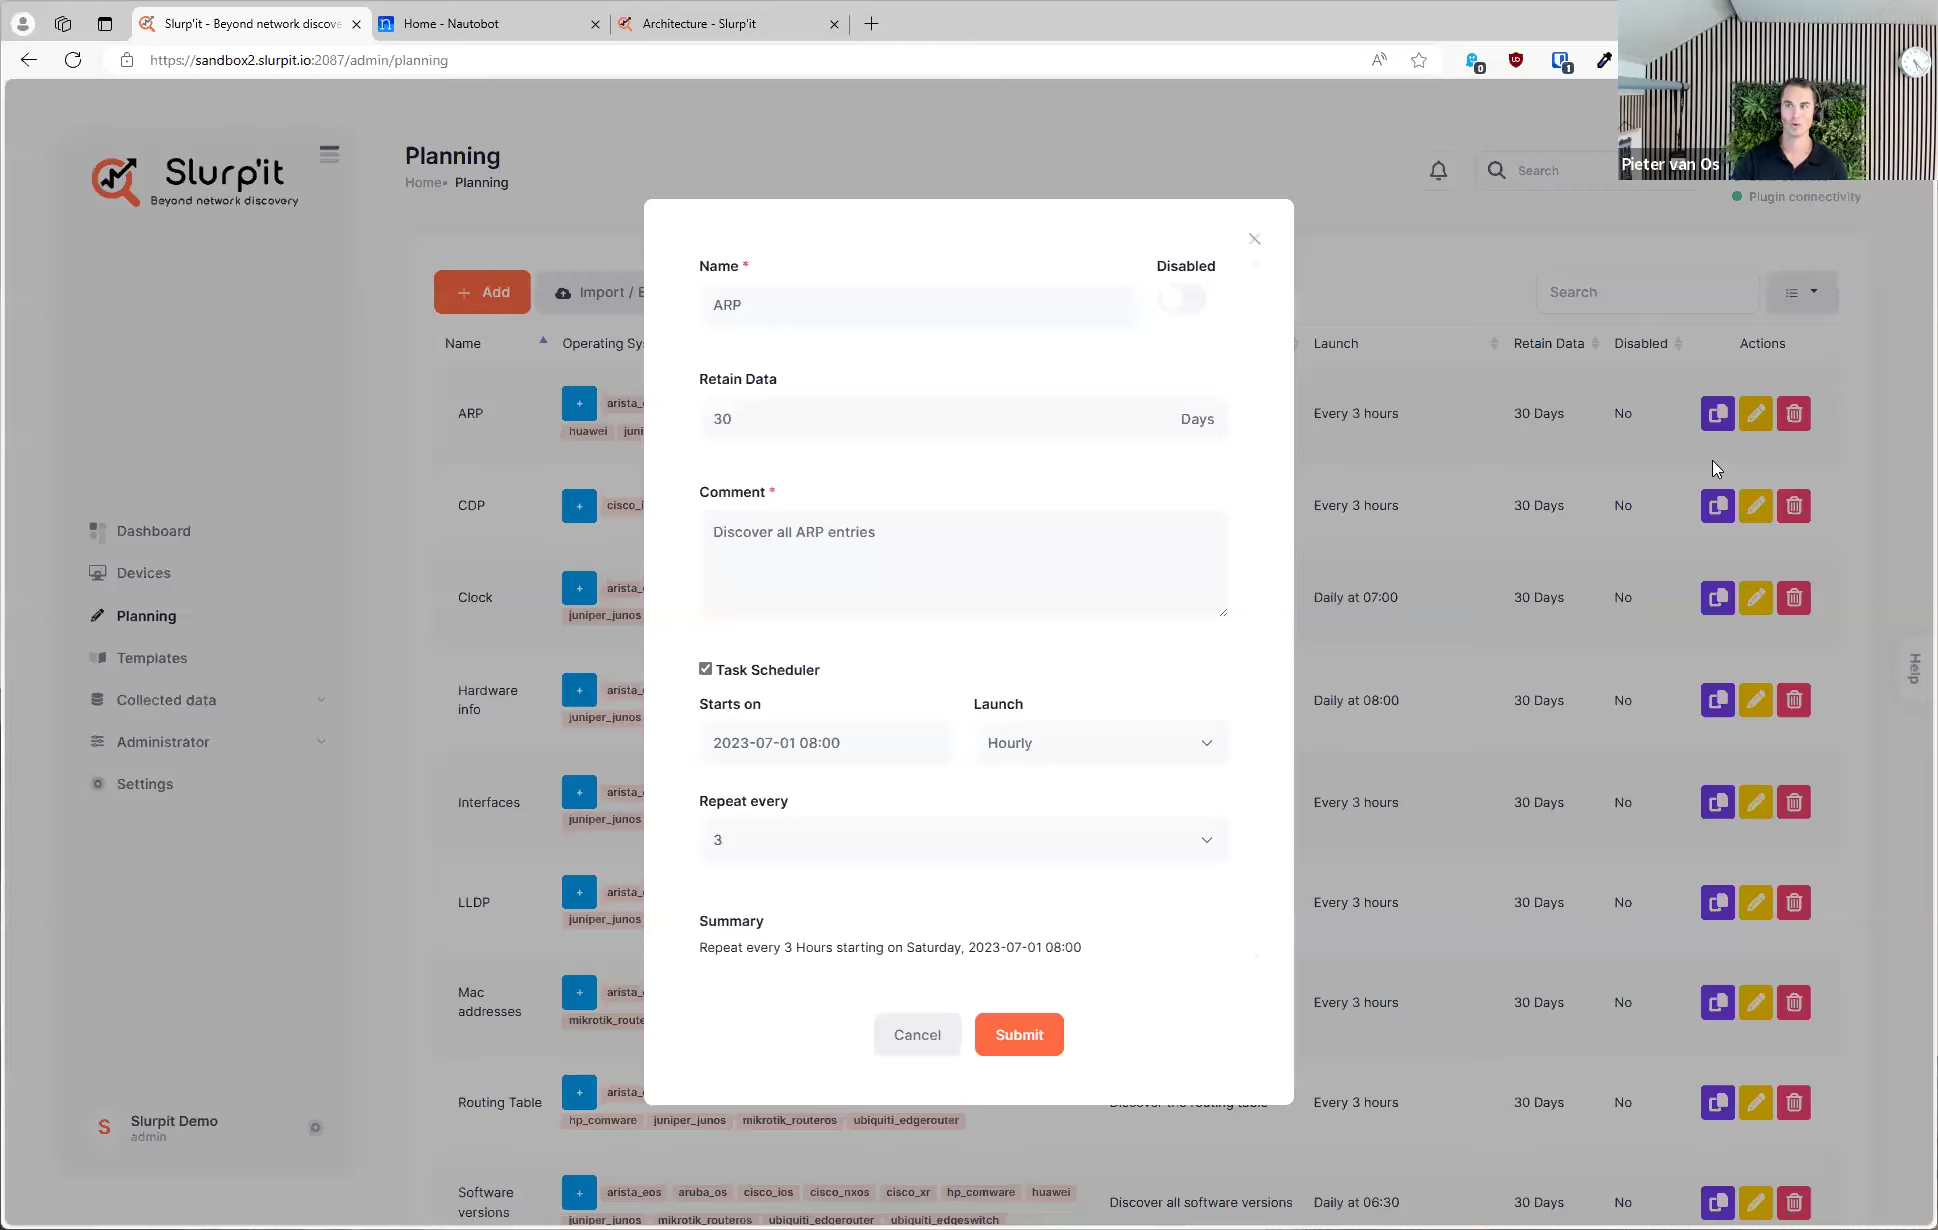 Slurp'it - Beyond network discove
Home - Nautobot
Architecture - Slurp'it
https://sandbox2.slurpit.io:2087/admin/planning
0
1
Pieter van Os
Slurp'it
Beyond network discovery
Planning
Home• Planning
Search
Plugin connectivity
Add
Import / E
Search
Name
Operating Sy
Launch
Retain Data
Disabled
Actions
ARP
arista_
huawei juni
Every 3 hours
30 Days
No
CDP
cisco_i
Every 3 hours
30 Days
No
Clock
arista_
juniper_junos
Daily at 07:00
30 Days
No
Hardware
info
arista_
juniper_junos
Daily at 08:00
30 Days
No
Interfaces
arista_
juniper_junos
Every 3 hours
30 Days
No
LLDP
arista_
juniper_junos
Every 3 hours
30 Days
No
Mac
addresses
arista_
mikrotik_route
Every 3 hours
30 Days
No
Routing Table
arista_
hp_comware juniper_junos mikrotik_routeros ubiquiti_edgerouter
Discover the routing table
Every 3 hours
30 Days
No
Software
versions
arista_eos aruba_os cisco_ios cisco_nxos cisco_xr hp_comware huawei
juniper_junos mikrotik_routeros ubiquiti_edgerouter ubiquiti_edgeswitch
Discover all software versions
Daily at 06:30
30 Days
No
Dashboard
Devices
Planning
Templates
Collected data
Administrator
Settings
S
Slurpit Demo
admin
Help
Name *
Disabled
ARP
Retain Data
30
Days
Comment *
Discover all ARP entries
Task Scheduler
Starts on
Launch
2023-07-01 08:00
Hourly
Repeat every
3
Summary
Repeat every 3 Hours starting on Saturday, 2023-07-01 08:00
Cancel
Submit